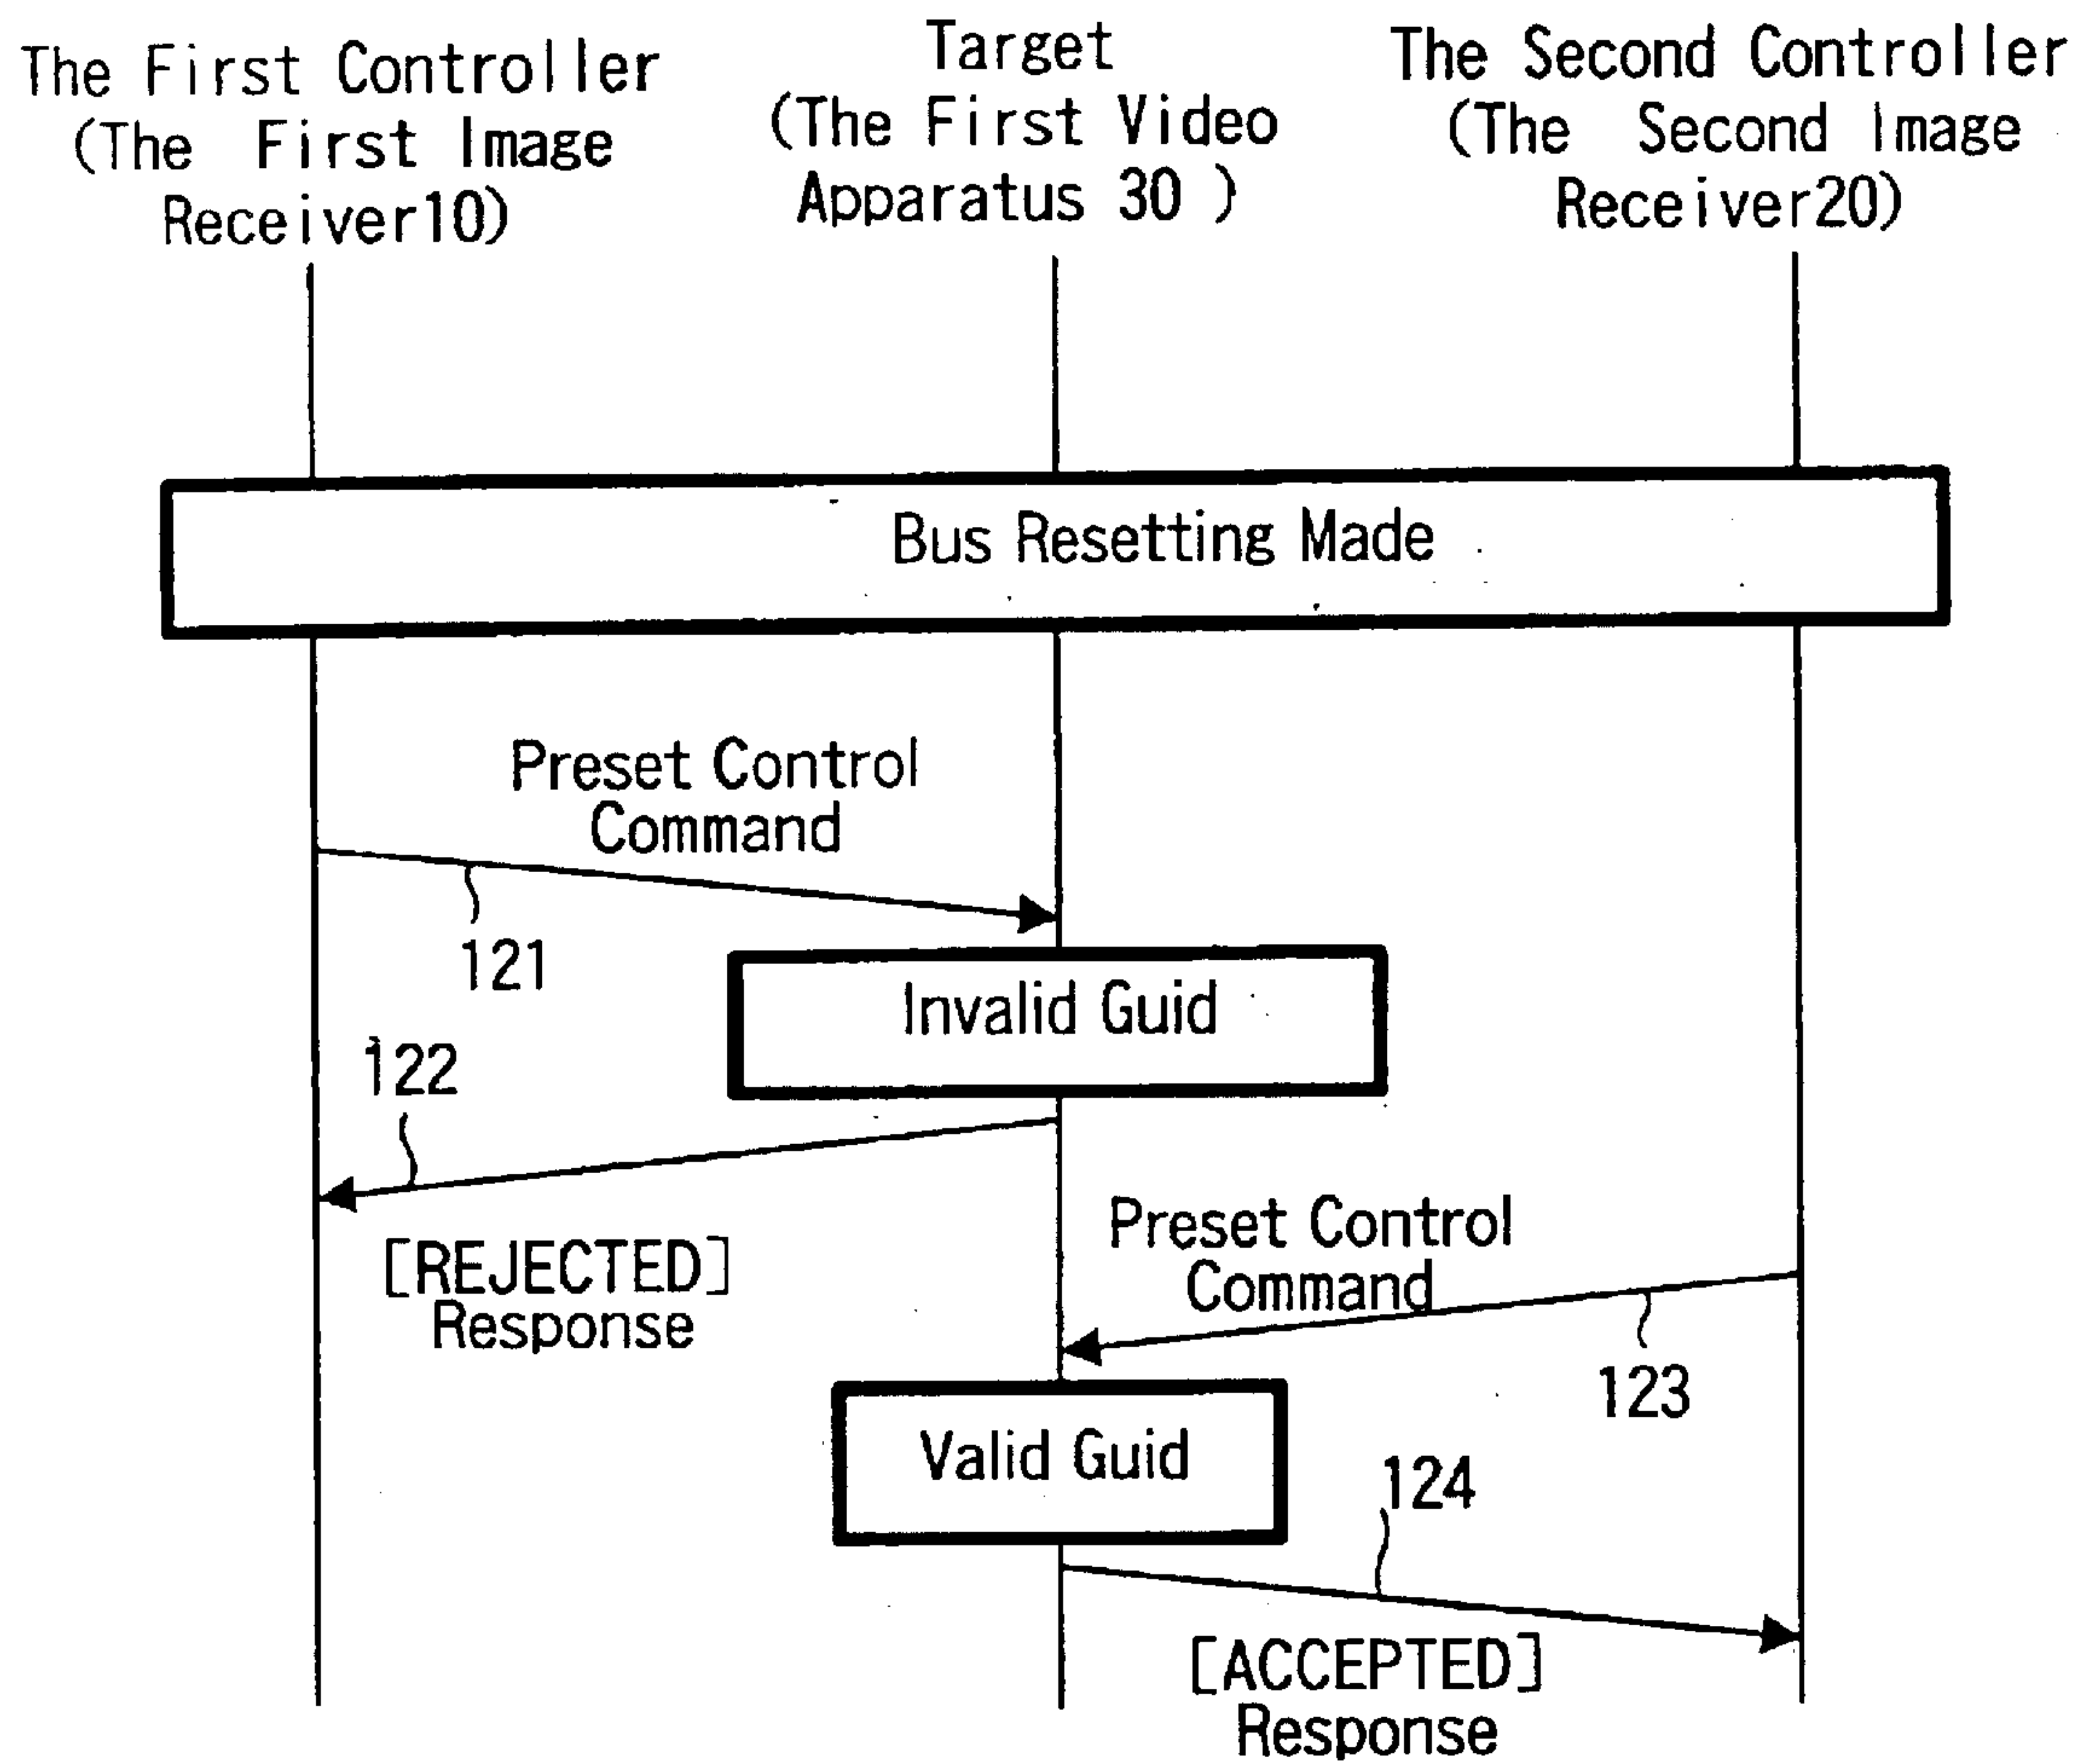 The First Controller
(The First Image
Receiver10)
Target
(The First Video
Apparatus 30 )
The Second Controller
(The Second Image
Receiver20)
Bus Resetting Made
Preset Control
Command
121
Invalid Guid
122
[REJECTED]
Response
Preset Control
Command
123
Valid Guid
124
[ACCEPTED]
Response